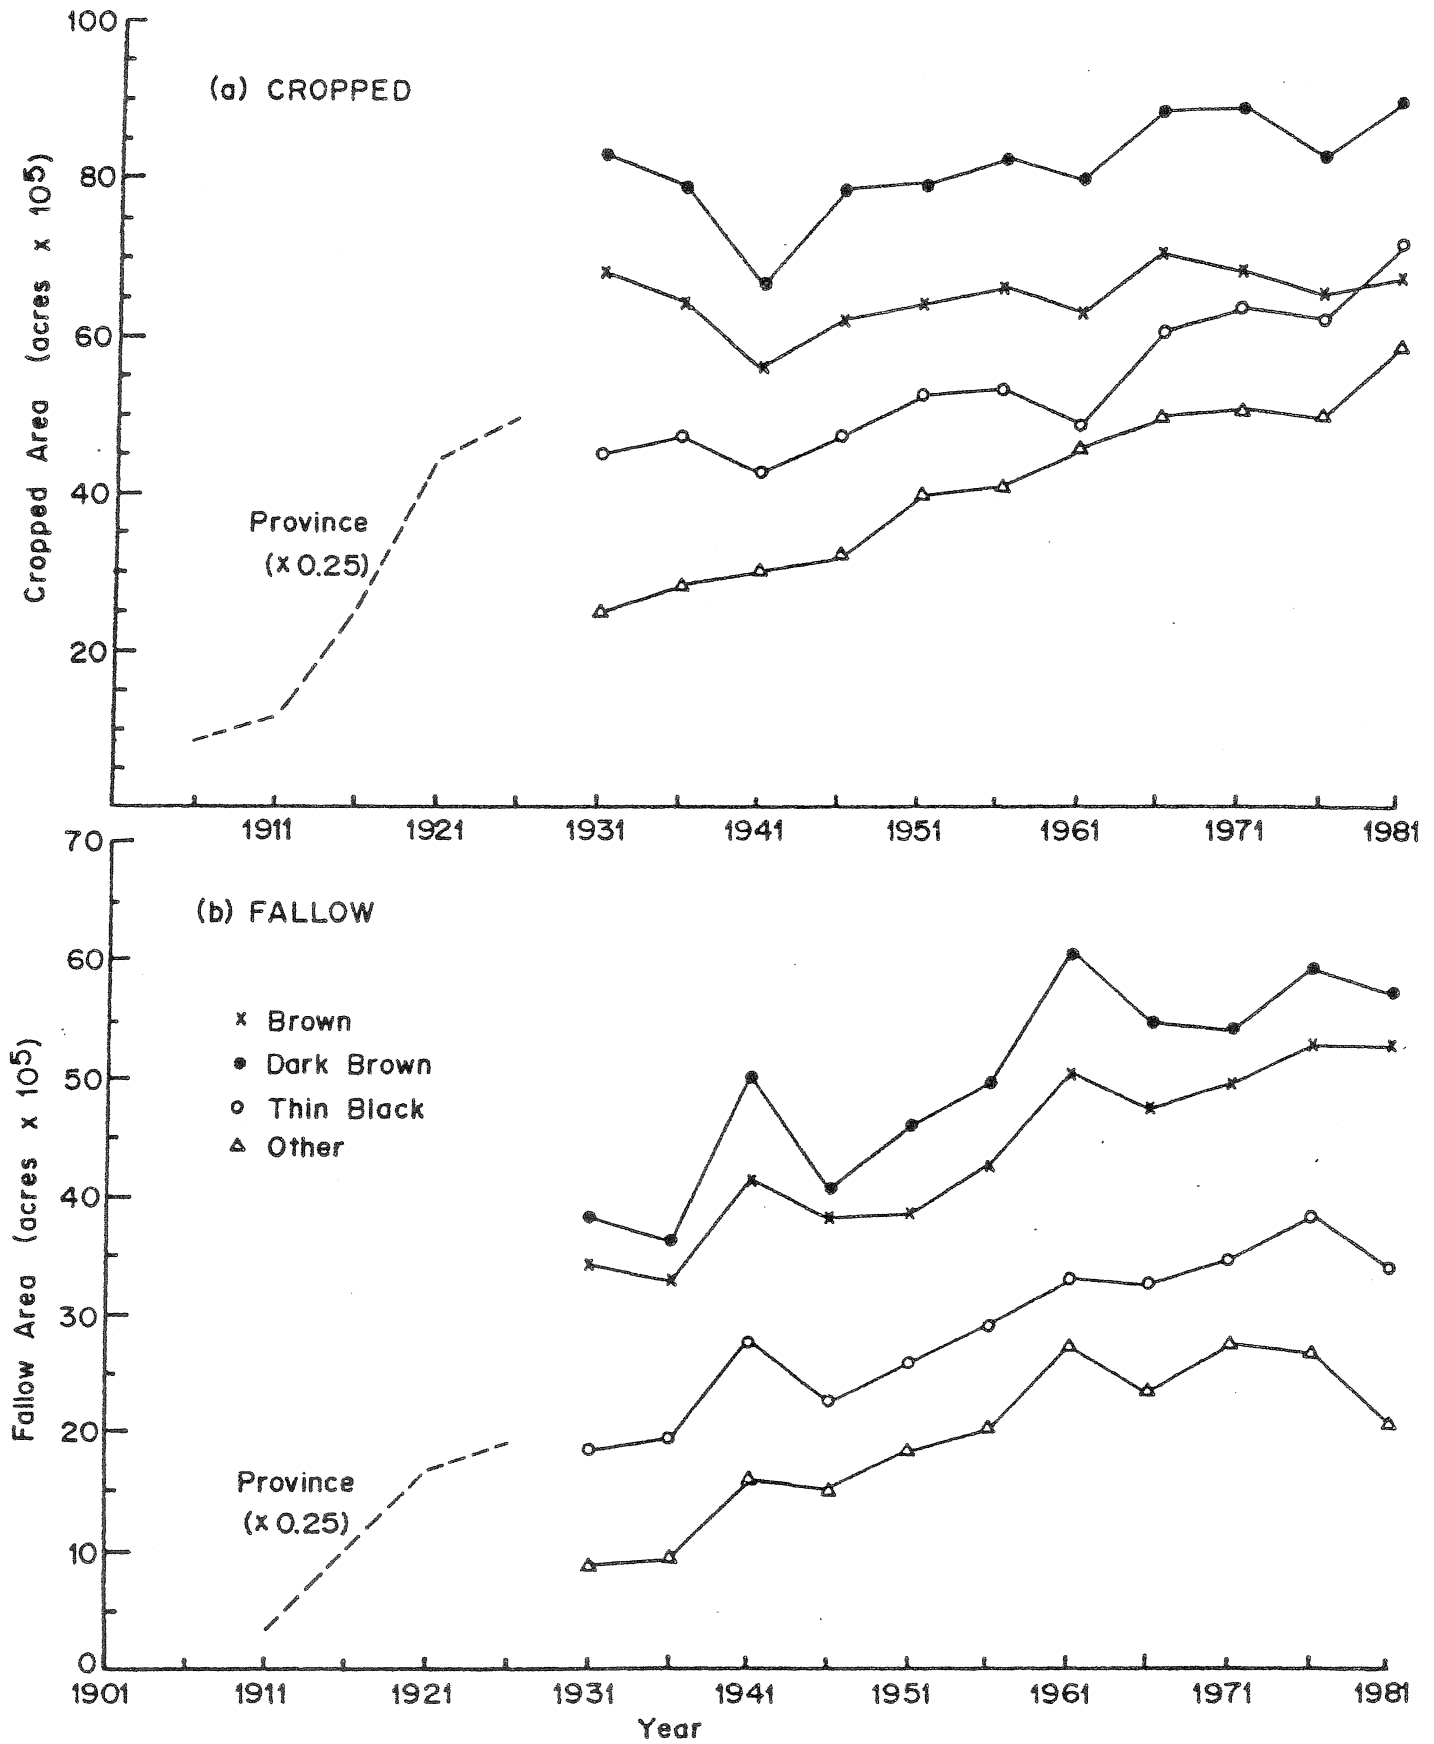 100
(a) CROPPED
80
60
40
20
Cropped Area (acres x 10⁵)
Province
(x 0.25)
1911 1921 1931 1941 1951 1961 1971 1981
70
(b) FALLOW
60
50
40
30
20
10
0
Fallow Area (acres x 10⁵)
x Brown
● Dark Brown
○ Thin Black
△ Other
Province
(x 0.25)
1901 1911 1921 1931 1941 1951 1961 1971 1981
Year